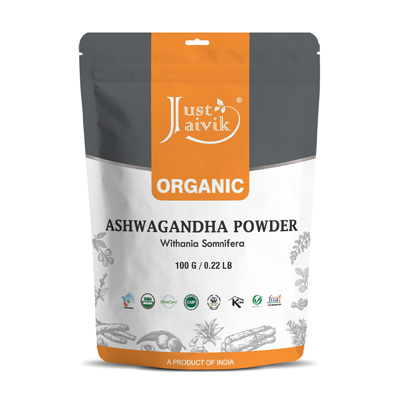 Just Jaivik ®
ORGANIC
ASHWAGANDHA POWDER
Withania Somnifera
100 G / 0.22 LB
A PRODUCT OF INDIA